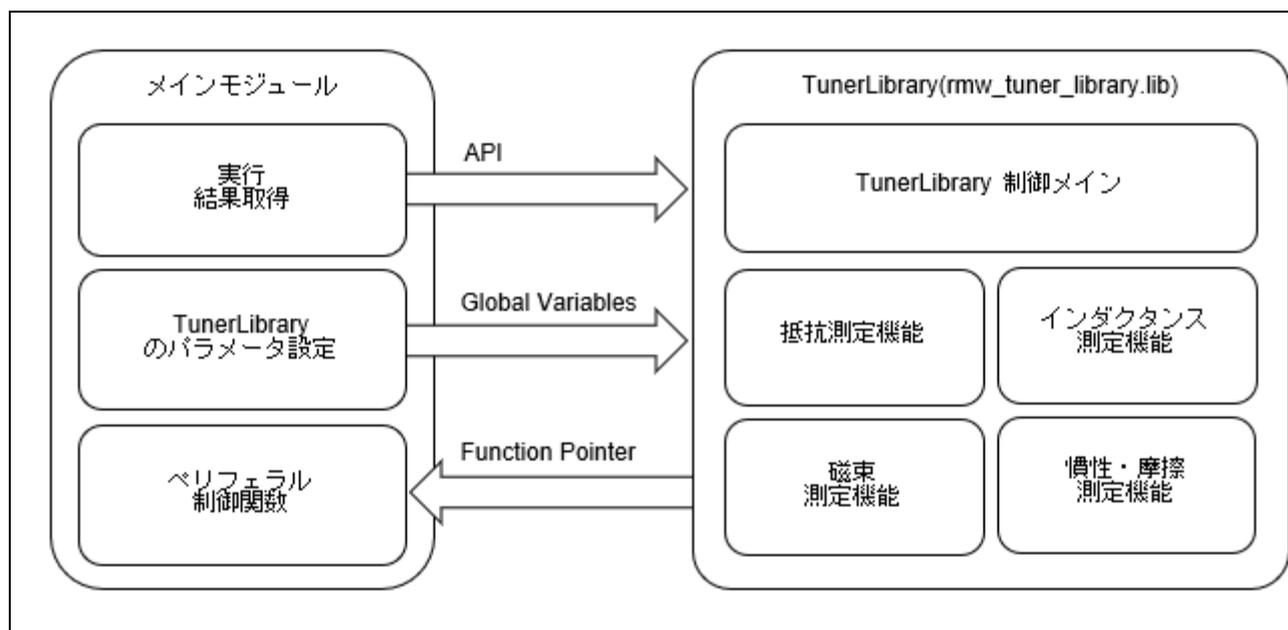 メインモジュール
実行
結果取得
TunerLibrary
のパラメータ設定
ペリフェラル
制御関数
API
Global Variables
Function Pointer
TunerLibrary(rmw_tuner_library.lib)
TunerLibrary 制御メイン
抵抗測定機能
インダクタンス
測定機能
磁束
測定機能
慣性・摩擦
測定機能